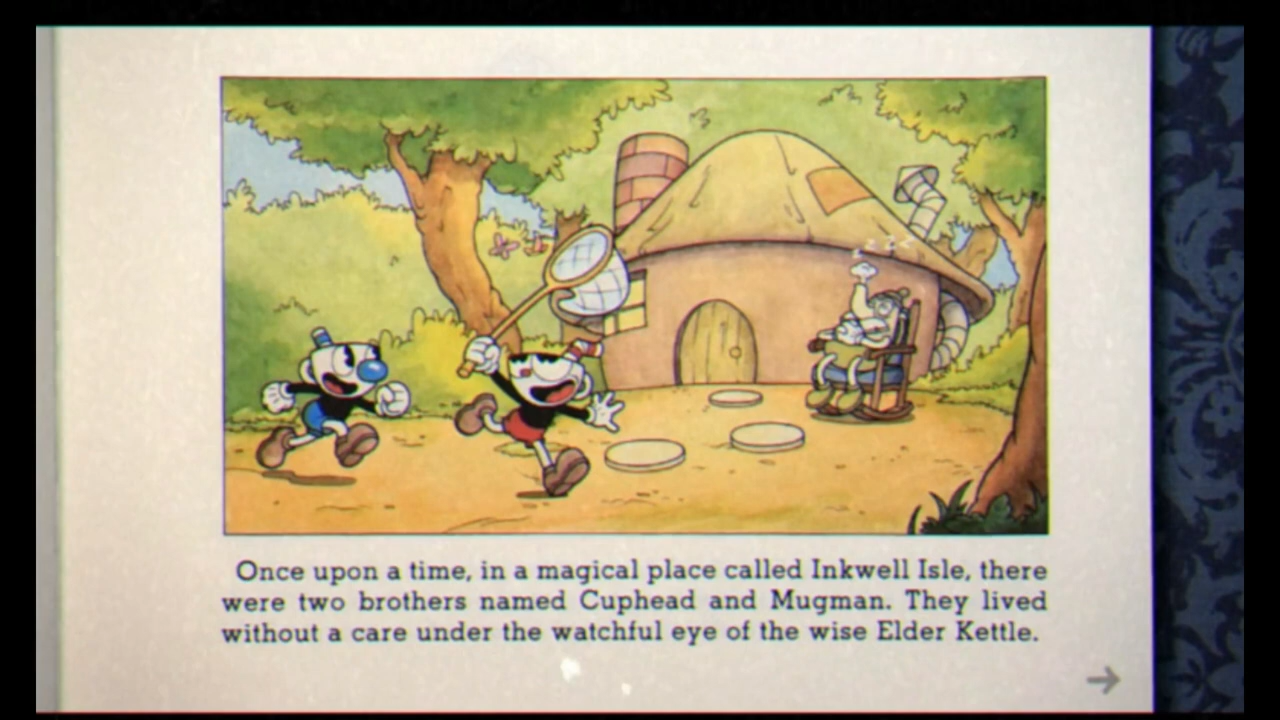 z z z z
Once upon a time, in a magical place called Inkwell Isle, there
were two brothers named Cuphead and Mugman. They lived
without a care under the watchful eye of the wise Elder Kettle.